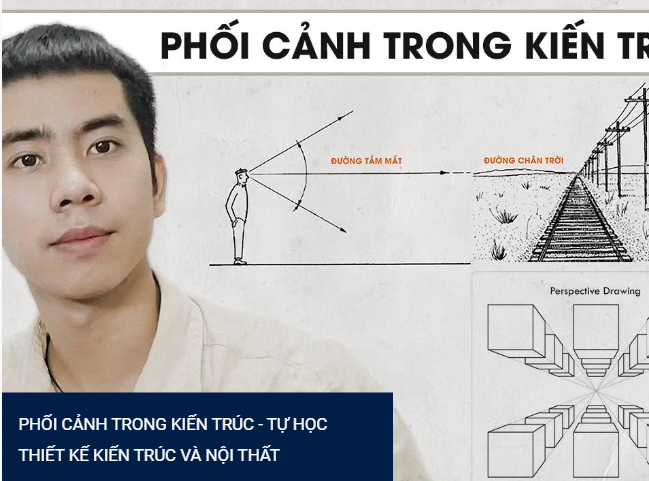 PHỐI CẢNH TRONG KIẾN TR
ĐƯỜNG TẦM MẮT
ĐƯỜNG CHÂN TRỜI
Perspective Drawing
PHỐI CẢNH TRONG KIẾN TRÚC - TỰ HỌC
THIẾT KẾ KIẾN TRÚC VÀ NỘI THẤT